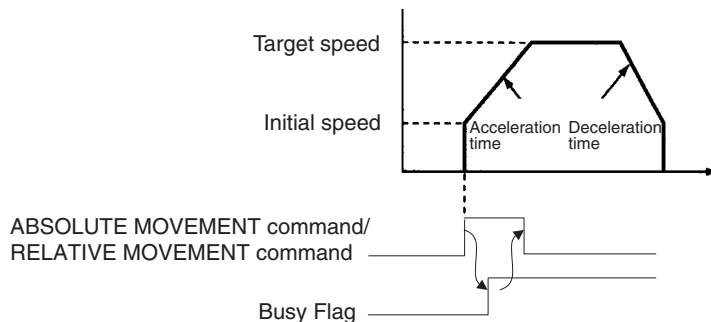 Target speed
Initial speed
Acceleration
time
Deceleration
time
ABSOLUTE MOVEMENT command/
RELATIVE MOVEMENT command
Busy Flag